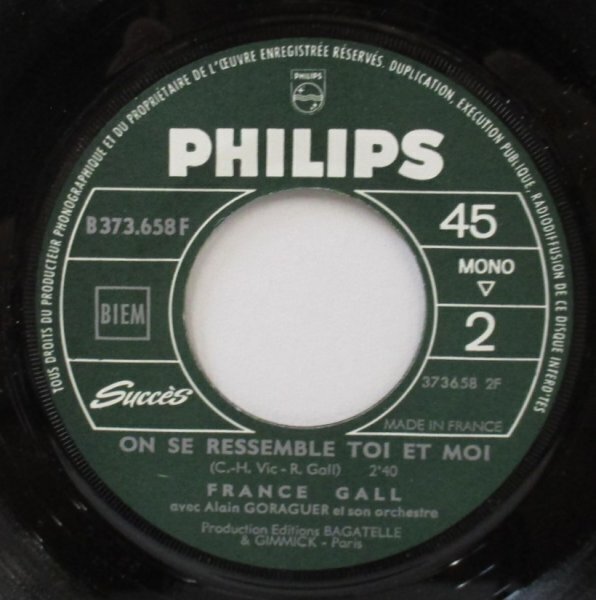 TOUS DROITS DU PRODUCTEUR PHONOGRAPHIQUE ET DU PROPRIÉTAIRE DE L'ŒUVRE ENREGISTRÉE RÉSERVÉS. DUPLICATION, EXECUTION PUBLIQUE, RADIODIFFUSION DE CE DISQUE INTERDITES
PHILIPS
PHILIPS
B 373.658 F
45
MONO
BIEM
2
Succès
373658 2F
MADE IN FRANCE
ON SE RESSEMBLE TOI ET MOI
(C.-H. Vic - R. Gall) 2'40
FRANCE GALL
avec Alain GORAGUER et son orchestre
Production Editions BAGATELLE
& GIMMICK - Paris